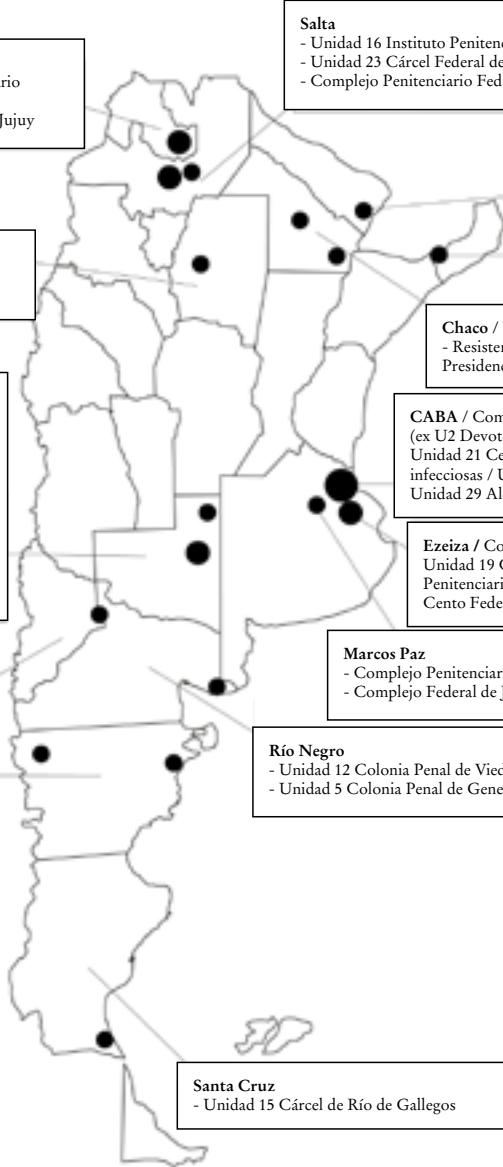 Salta
- Unidad 16 Instituto Peniten
- Unidad 23 Cárcel Federal de
- Complejo Penitenciario Fed
rio
Jujuy
Chaco /
- Resister
Presidenc
CABA / Com
(ex U2 Devot
Unidad 21 Ce
infecciosas / U
Unidad 29 Al
Ezeiza / Co
Unidad 19 C
Penitenciari
Cento Fede
Marcos Paz
- Complejo Penitenciar
- Complejo Federal de J
Río Negro
- Unidad 12 Colonia Penal de Vied
- Unidad 5 Colonia Penal de Gene
Santa Cruz
- Unidad 15 Cárcel de Río de Gallegos